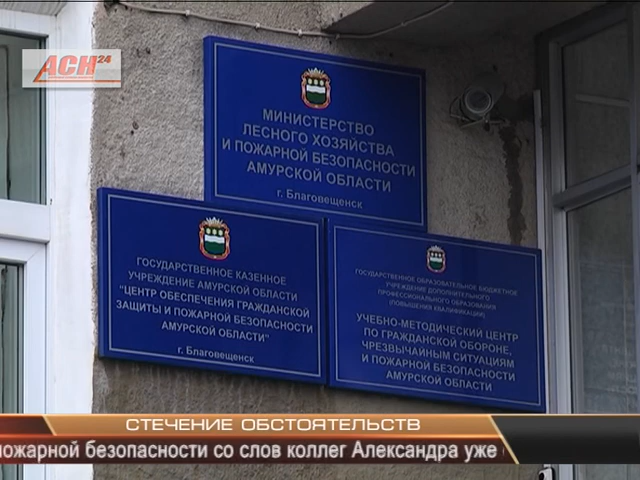 АСН24
МИНИСТЕРСТВО
ЛЕСНОГО ХОЗЯЙСТВА
И ПОЖАРНОЙ БЕЗОПАСНОСТИ
АМУРСКОЙ ОБЛАСТИ
г. Благовещенск
ГОСУДАРСТВЕННОЕ КАЗЕННОЕ
УЧРЕЖДЕНИЕ АМУРСКОЙ ОБЛАСТИ
"ЦЕНТР ОБЕСПЕЧЕНИЯ ГРАЖДАНСКОЙ
ЗАЩИТЫ И ПОЖАРНОЙ БЕЗОПАСНОСТИ
АМУРСКОЙ ОБЛАСТИ"
г. Благовещенск
ГОСУДАРСТВЕННОЕ ОБРАЗОВАТЕЛЬНОЕ БЮДЖЕТНОЕ
УЧРЕЖДЕНИЕ ДОПОЛНИТЕЛЬНОГО
ПРОФЕССИОНАЛЬНОГО ОБРАЗОВАНИЯ
(ПОВЫШЕНИЯ КВАЛИФИКАЦИИ)
УЧЕБНО-МЕТОДИЧЕСКИЙ ЦЕНТР
ПО ГРАЖДАНСКОЙ ОБОРОНЕ,
ЧРЕЗВЫЧАЙНЫМ СИТУАЦИЯМ
И ПОЖАРНОЙ БЕЗОПАСНОСТИ
АМУРСКОЙ ОБЛАСТИ
СТЕЧЕНИЕ ОБСТОЯТЕЛЬСТВ
пожарной безопасности со слов коллег Александра уже